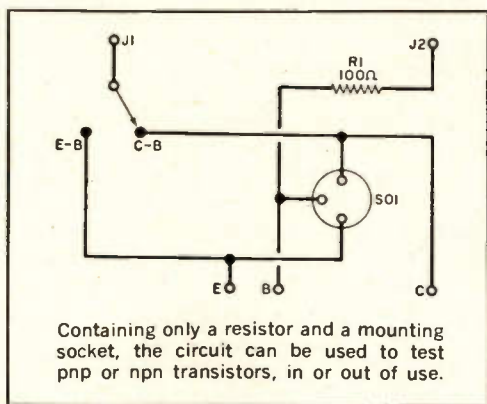 J1
J2
R1
100Ω
E-B
C-B
SO1
E
B
C
Containing only a resistor and a mounting
socket, the circuit can be used to test
pnp or npn transistors, in or out of use.